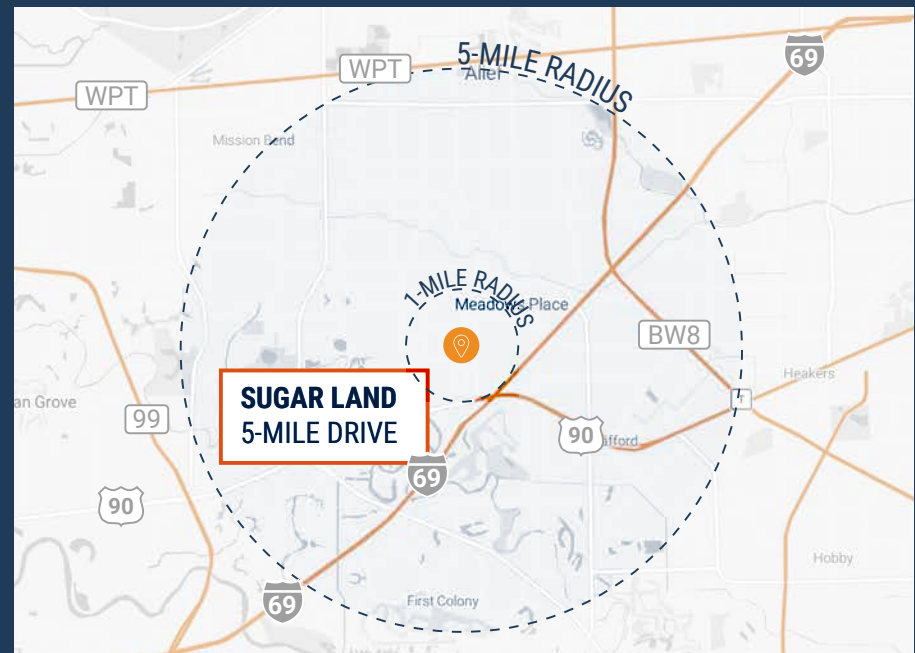 5-MILE RADIUS
69
WPT
Alief
WPT
Mission Bend
1-MILE RADIUS
Meadows Place
BW8
Heakers
SUGAR LAND
5-MILE DRIVE
an Grove
99
90
afford
69
90
Hobby
69
First Colony